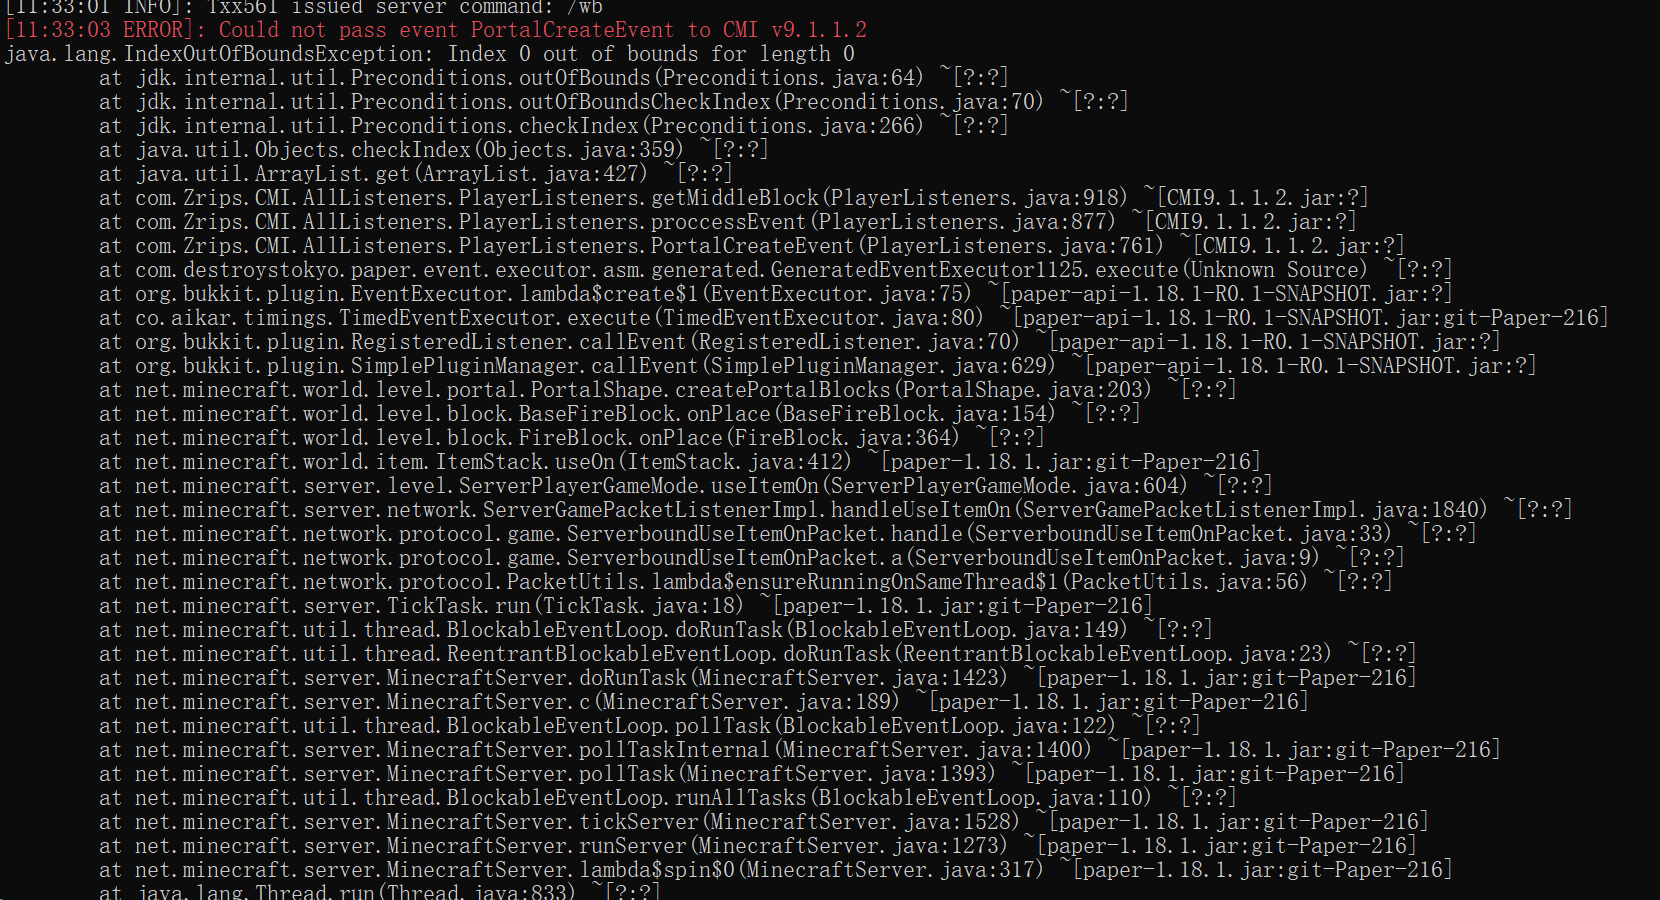 [11:33:01 INFO]: Txx561 issued server command: /wb
[11:33:03 ERROR]: Could not pass event PortalCreateEvent to CMI v9.1.1.2
java.lang.IndexOutOfBoundsException: Index 0 out of bounds for length 0
at jdk.internal.util.Preconditions.outOfBounds(Preconditions.java:64) ~[?:?]
at jdk.internal.util.Preconditions.outOfBoundsCheckIndex(Preconditions.java:70) ~[?:?]
at jdk.internal.util.Preconditions.checkIndex(Preconditions.java:266) ~[?:?]
at java.util.Objects.checkIndex(Objects.java:359) ~[?:?]
at java.util.ArrayList.get(ArrayList.java:427) ~[?:?]
at com.Zrips.CMI.AllListeners.PlayerListeners.getMiddleBlock(PlayerListeners.java:918) ~[CMI9.1.1.2.jar:?]
at com.Zrips.CMI.AllListeners.PlayerListeners.proccessEvent(PlayerListeners.java:877) ~[CMI9.1.1.2.jar:?]
at com.Zrips.CMI.AllListeners.PlayerListeners.PortalCreateEvent(PlayerListeners.java:761) ~[CMI9.1.1.2.jar:?]
at com.destroystokyo.paper.event.executor.asm.generated.GeneratedEventExecutor1125.execute(Unknown Source) ~[?:?]
at org.bukkit.plugin.EventExecutor.lambda$create$1(EventExecutor.java:75) ~[paper-api-1.18.1-R0.1-SNAPSHOT.jar:?]
at co.aikar.timings.TimedEventExecutor.execute(TimedEventExecutor.java:80) ~[paper-api-1.18.1-R0.1-SNAPSHOT.jar:git-Paper-216]
at org.bukkit.plugin.RegisteredListener.callEvent(RegisteredListener.java:70) ~[paper-api-1.18.1-R0.1-SNAPSHOT.jar:?]
at org.bukkit.plugin.SimplePluginManager.callEvent(SimplePluginManager.java:629) ~[paper-api-1.18.1-R0.1-SNAPSHOT.jar:?]
at net.minecraft.world.level.portal.PortalShape.createPortalBlocks(PortalShape.java:203) ~[?:?]
at net.minecraft.world.level.block.BaseFireBlock.onPlace(BaseFireBlock.java:154) ~[?:?]
at net.minecraft.world.level.block.FireBlock.onPlace(FireBlock.java:364) ~[?:?]
at net.minecraft.world.item.ItemStack.useOn(ItemStack.java:412) ~[paper-1.18.1.jar:git-Paper-216]
at net.minecraft.server.level.ServerPlayerGameMode.useItemOn(ServerPlayerGameMode.java:604) ~[?:?]
at net.minecraft.server.network.ServerGamePacketListenerImpl.handleUseItemOn(ServerGamePacketListenerImpl.java:1840) ~[?:?]
at net.minecraft.network.protocol.game.ServerboundUseItemOnPacket.handle(ServerboundUseItemOnPacket.java:33) ~[?:?]
at net.minecraft.network.protocol.game.ServerboundUseItemOnPacket.a(ServerboundUseItemOnPacket.java:9) ~[?:?]
at net.minecraft.network.protocol.PacketUtils.lambda$ensureRunningOnSameThread$1(PacketUtils.java:56) ~[?:?]
at net.minecraft.server.TickTask.run(TickTask.java:18) ~[paper-1.18.1.jar:git-Paper-216]
at net.minecraft.util.thread.BlockableEventLoop.doRunTask(BlockableEventLoop.java:149) ~[?:?]
at net.minecraft.util.thread.ReentrantBlockableEventLoop.doRunTask(ReentrantBlockableEventLoop.java:23) ~[?:?]
at net.minecraft.server.MinecraftServer.doRunTask(MinecraftServer.java:1423) ~[paper-1.18.1.jar:git-Paper-216]
at net.minecraft.server.MinecraftServer.c(MinecraftServer.java:189) ~[paper-1.18.1.jar:git-Paper-216]
at net.minecraft.util.thread.BlockableEventLoop.pollTask(BlockableEventLoop.java:122) ~[?:?]
at net.minecraft.server.MinecraftServer.pollTaskInternal(MinecraftServer.java:1400) ~[paper-1.18.1.jar:git-Paper-216]
at net.minecraft.server.MinecraftServer.pollTask(MinecraftServer.java:1393) ~[paper-1.18.1.jar:git-Paper-216]
at net.minecraft.util.thread.BlockableEventLoop.runAllTasks(BlockableEventLoop.java:110) ~[?:?]
at net.minecraft.server.MinecraftServer.tickServer(MinecraftServer.java:1528) ~[paper-1.18.1.jar:git-Paper-216]
at net.minecraft.server.MinecraftServer.runServer(MinecraftServer.java:1273) ~[paper-1.18.1.jar:git-Paper-216]
at net.minecraft.server.MinecraftServer.lambda$spin$0(MinecraftServer.java:317) ~[paper-1.18.1.jar:git-Paper-216]
at java.lang.Thread.run(Thread.java:833) ~[?:?]